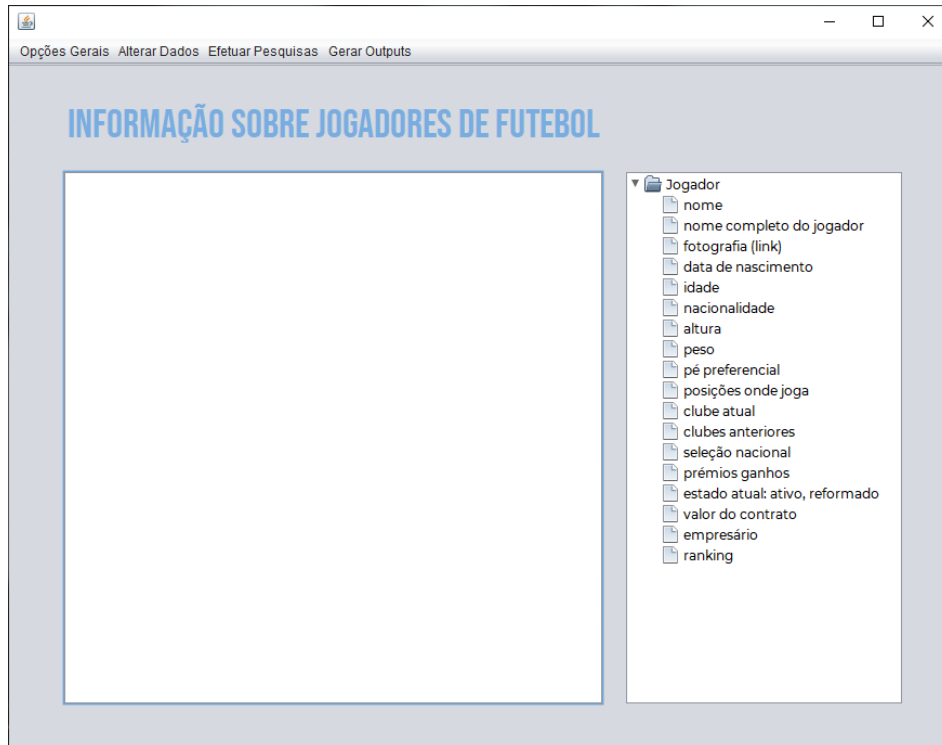 Opções Gerais Alterar Dados Efetuar Pesquisas Gerar Outputs
INFORMAÇÃO SOBRE JOGADORES DE FUTEBOL
Jogador
nome
nome completo do jogador
fotografia (link)
data de nascimento
idade
nacionalidade
altura
peso
pé preferencial
posições onde joga
clube atual
clubes anteriores
seleção nacional
prémios ganhos
estado atual: ativo, reformado
valor do contrato
empresário
ranking